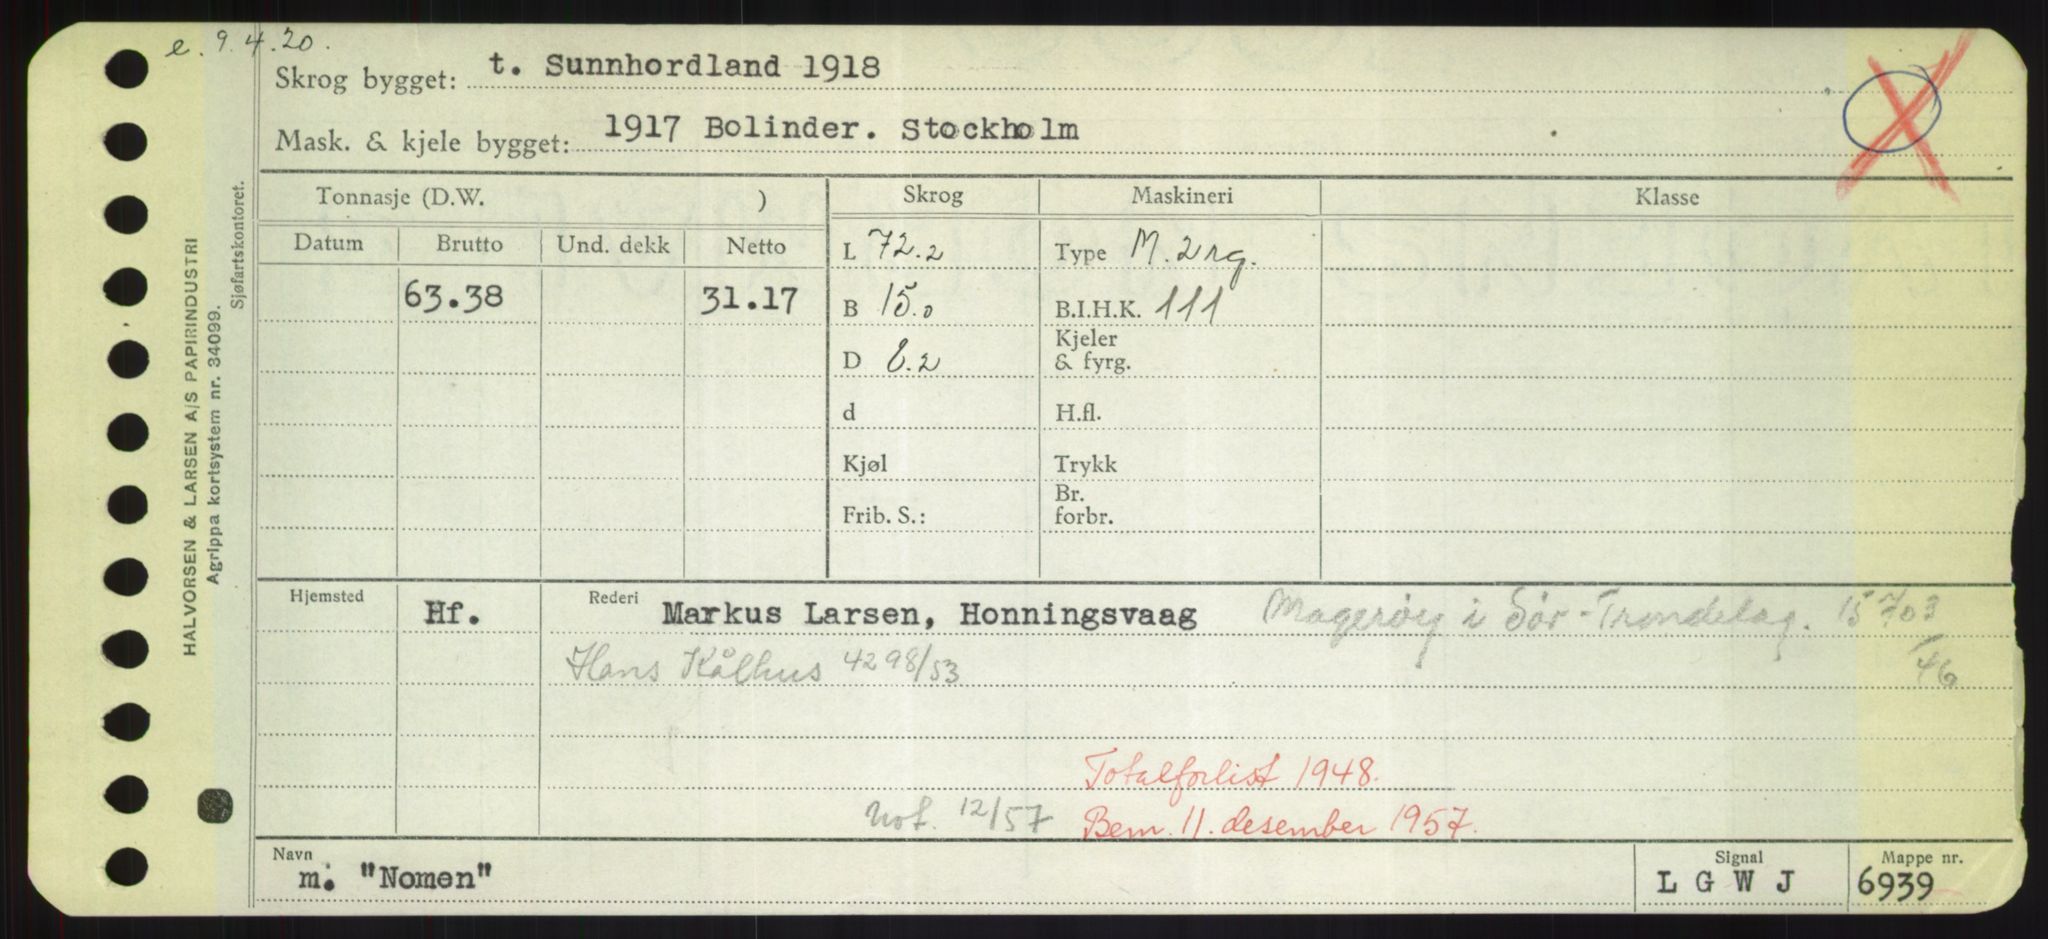 e. 9.4.20.
Skrog bygget: t. Sunnhordland 1918
Mask. & kjele bygget: 1917 Bolinder. Stockholm
Tonnasje (D.W. ) Skrog Maskineri Klasse
Datum Brutto Und. dekk Netto L 72.2 Type M. 2rg.
63.38 31.17 B 15.0 B.I.H.K. 111
D 8.2 Kjeler & fyrg.
d H.fl.
Kjøl Trykk
Frib. S.: Br. forbr.
Hjemsted Hf. Rederi Markus Larsen, Honningsvaag Magerøy i Sør-Trøndelag. 15703
/46
Hans Kålhus 4298/53
Totalforlist 1948.
Not. 12/57 Bem. 11. desember 1957.
Navn Signal Mappe nr.
m. "Nomen" L G W J 6939
HALVORSEN & LARSEN A/S PAPIRINDUSTRI
Agrippa kortsystem nr. 34099.
Sjøfartskontoret.